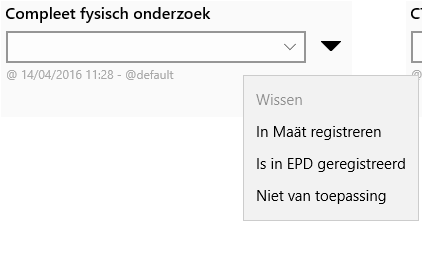 Compleet fysisch onderzoek
@ 14/04/2016 11:28 - @default
Wissen
In Maät registreren
Is in EPD geregistreerd
Niet van toepassing